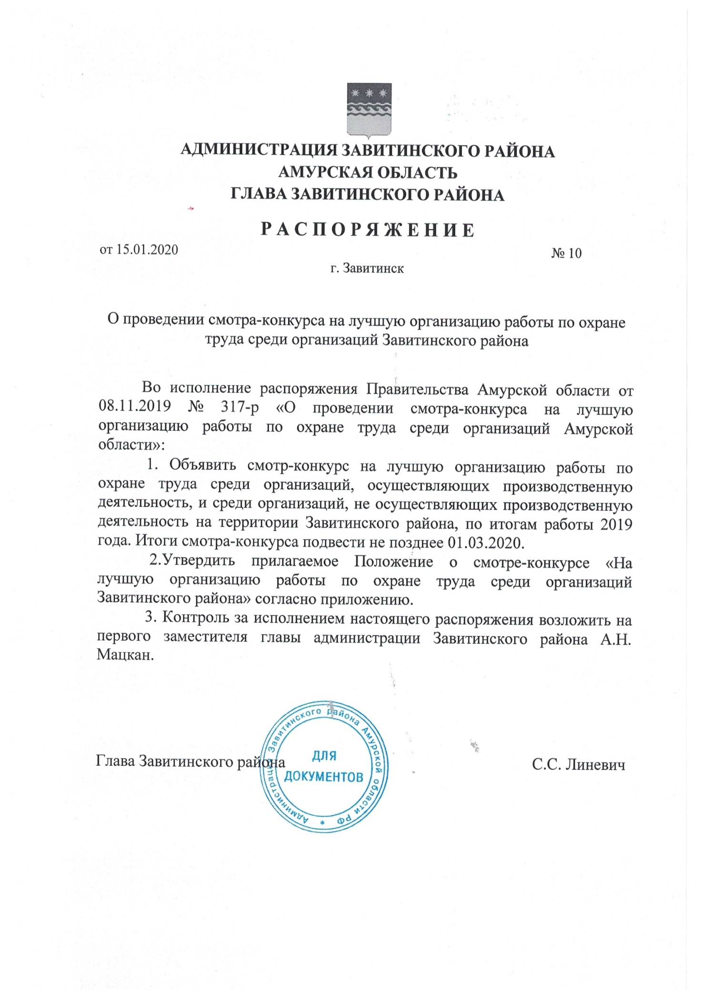 АДМИНИСТРАЦИЯ ЗАВИТИНСКОГО РАЙОНА
АМУРСКАЯ ОБЛАСТЬ
ГЛАВА ЗАВИТИНСКОГО РАЙОНА
Р А С П О Р Я Ж Е Н И Е
от 15.01.2020 № 10
г. Завитинск
О проведении смотра-конкурса на лучшую организацию работы по охране
труда среди организаций Завитинского района
Во исполнение распоряжения Правительства Амурской области от
08.11.2019 № 317-р «О проведении смотра-конкурса на лучшую
организацию работы по охране труда среди организаций Амурской
области»:
1. Объявить смотр-конкурс на лучшую организацию работы по
охране труда среди организаций, осуществляющих производственную
деятельность, и среди организаций, не осуществляющих производственную
деятельность на территории Завитинского района, по итогам работы 2019
года. Итоги смотра-конкурса подвести не позднее 01.03.2020.
2.Утвердить прилагаемое Положение о смотре-конкурсе «На
лучшую организацию работы по охране труда среди организаций
Завитинского района» согласно приложению.
3. Контроль за исполнением настоящего распоряжения возложить на
первого заместителя главы администрации Завитинского района А.Н.
Мацкан.
Глава Завитинского района С.С. Линевич
Администрация Завитинского района Амурской области РФ *
ДЛЯ
ДОКУМЕНТОВ